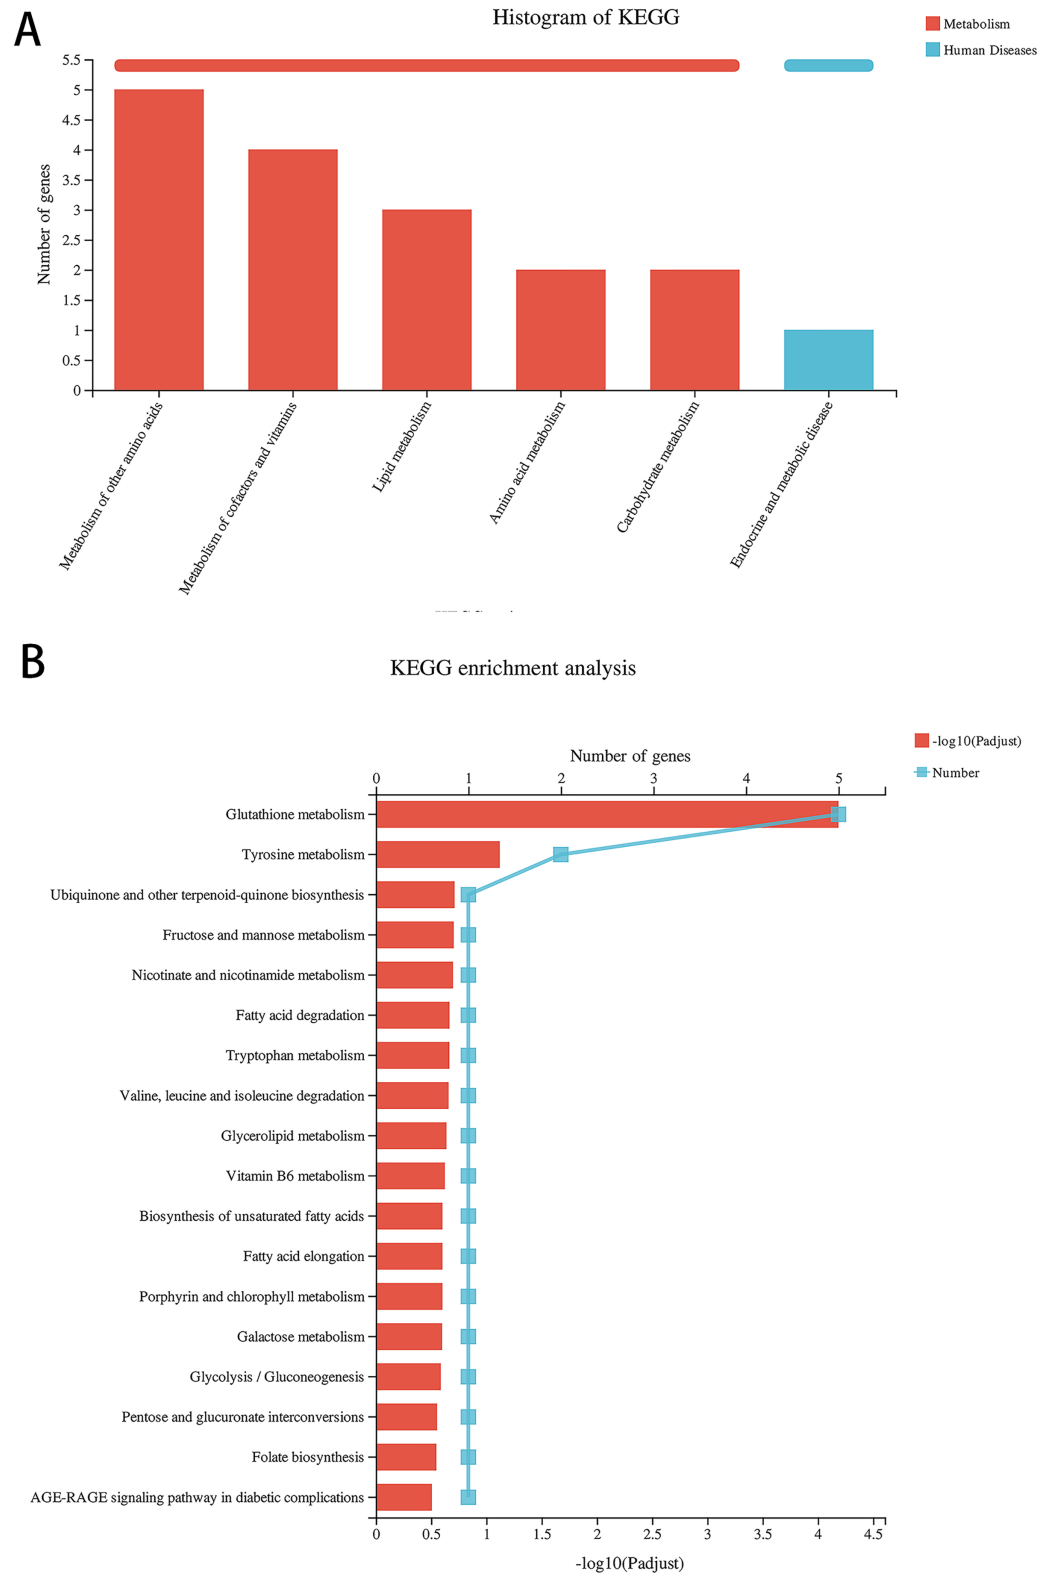 A
Histogram of KEGG
Metabolism
Human Diseases
Number of genes
5.5
5
4.5
4
3.5
3
2.5
2
1.5
1
0.5
0
Metabolism of other amino acids
Metabolism of cofactors and vitamins
Lipid metabolism
Amino acid metabolism
Carbohydrate metabolism
Endocrine and metabolic disease
B
KEGG enrichment analysis
-log10(Padjust)
Number
Number of genes
0 1 2 3 4 5
Glutathione metabolism
Tyrosine metabolism
Ubiquinone and other terpenoid-quinone biosynthesis
Fructose and mannose metabolism
Nicotinate and nicotinamide metabolism
Fatty acid degradation
Tryptophan metabolism
Valine, leucine and isoleucine degradation
Glycerolipid metabolism
Vitamin B6 metabolism
Biosynthesis of unsaturated fatty acids
Fatty acid elongation
Porphyrin and chlorophyll metabolism
Galactose metabolism
Glycolysis / Gluconeogenesis
Pentose and glucuronate interconversions
Folate biosynthesis
AGE-RAGE signaling pathway in diabetic complications
0 0.5 1 1.5 2 2.5 3 3.5 4 4.5
-log10(Padjust)